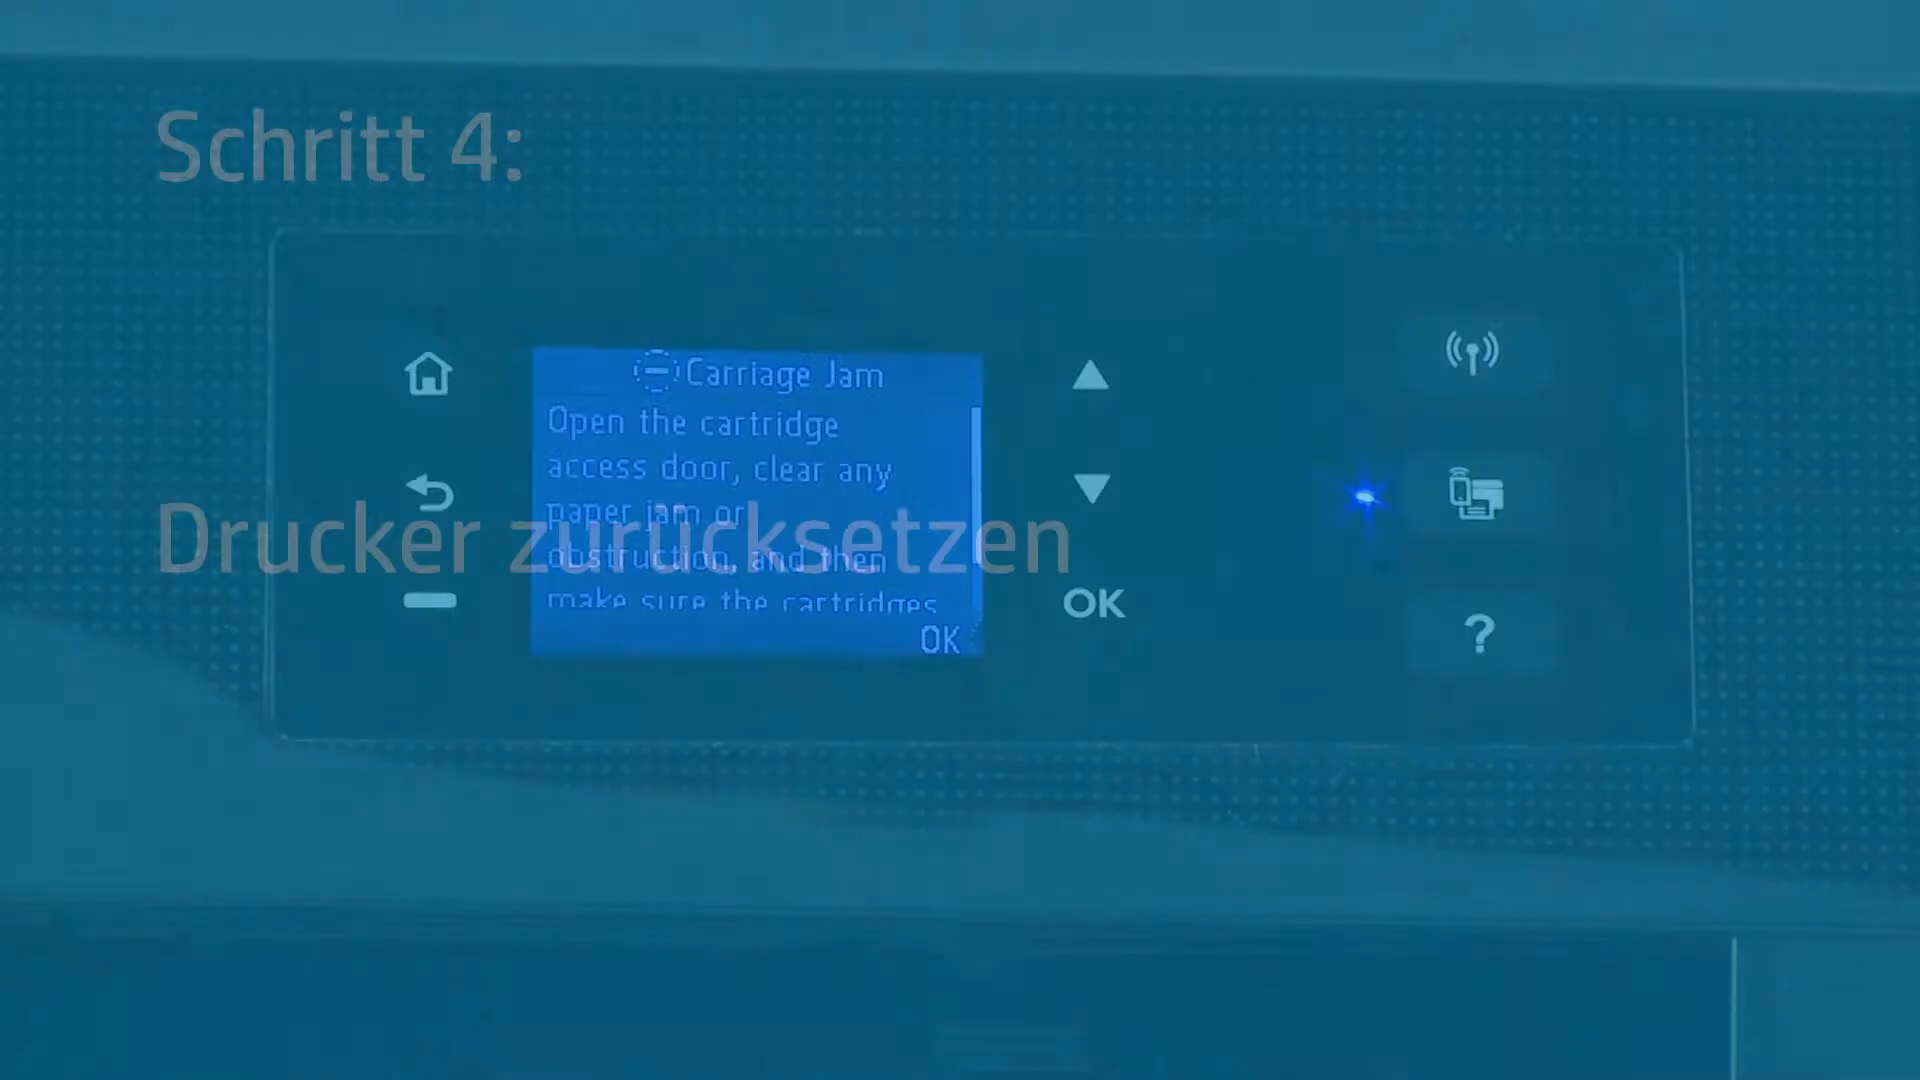 Schritt 4:
Carriage Jam
Open the cartridge
access door, clear any
paper jam or
Drucker zurücksetzen
obstruction, and then
make sure the cartridges
OK
OK
?